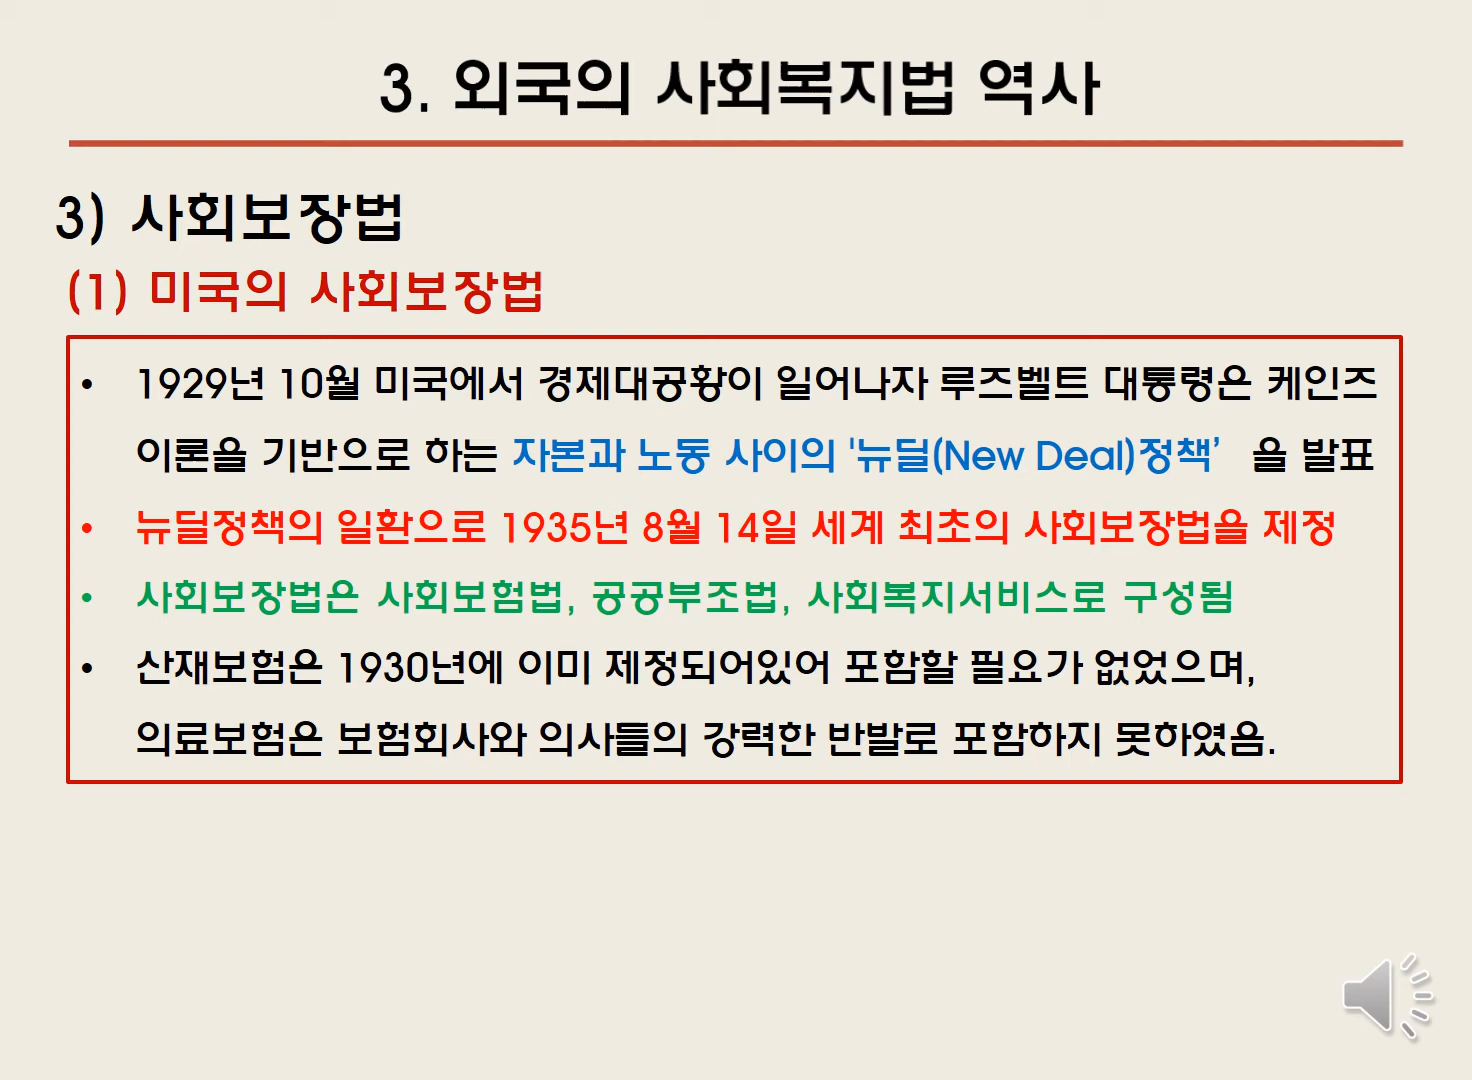 3. 외국의 사회복지법 역사
3) 사회보장법
(1) 미국의 사회보장법
• 1929년 10월 미국에서 경제대공황이 일어나자 루즈벨트 대통령은 케인즈
이론을 기반으로 하는 자본과 노동 사이의 '뉴딜(New Deal)정책’ 을 발표
• 뉴딜정책의 일환으로 1935년 8월 14일 세계 최초의 사회보장법을 제정
• 사회보장법은 사회보험법, 공공부조법, 사회복지서비스로 구성됨
• 산재보험은 1930년에 이미 제정되어있어 포함할 필요가 없었으며,
의료보험은 보험회사와 의사들의 강력한 반발로 포함하지 못하였음.